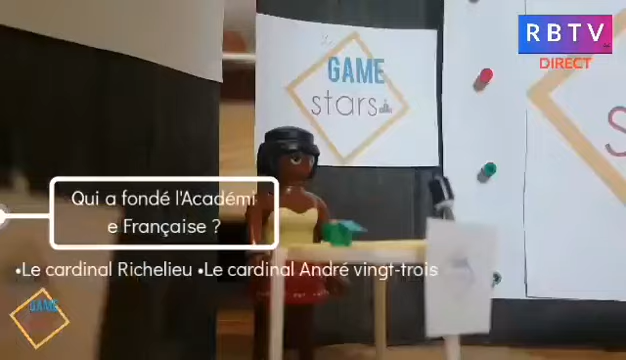 RBTV
DIRECT
GAME
stars
S
Qui a fondé l'Académi
e Française ?
•Le cardinal Richelieu •Le cardinal André vingt-trois
GAME